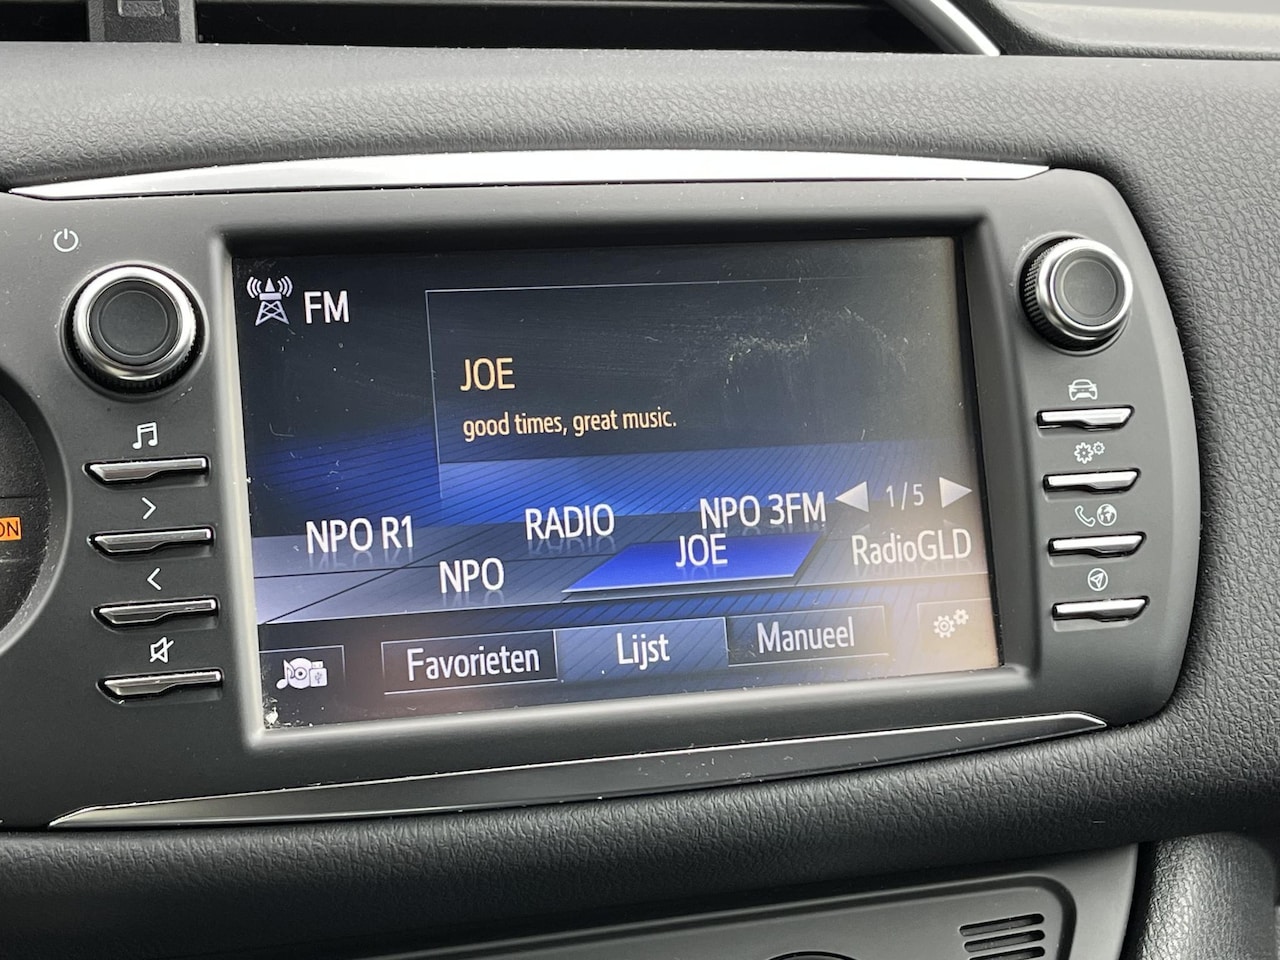 FM
JOE
good times, great music.
1/5
NPO R1
RADIO
NPO 3FM
NPO
JOE
RadioGLD
Favorieten
Lijst
Manueel
ON